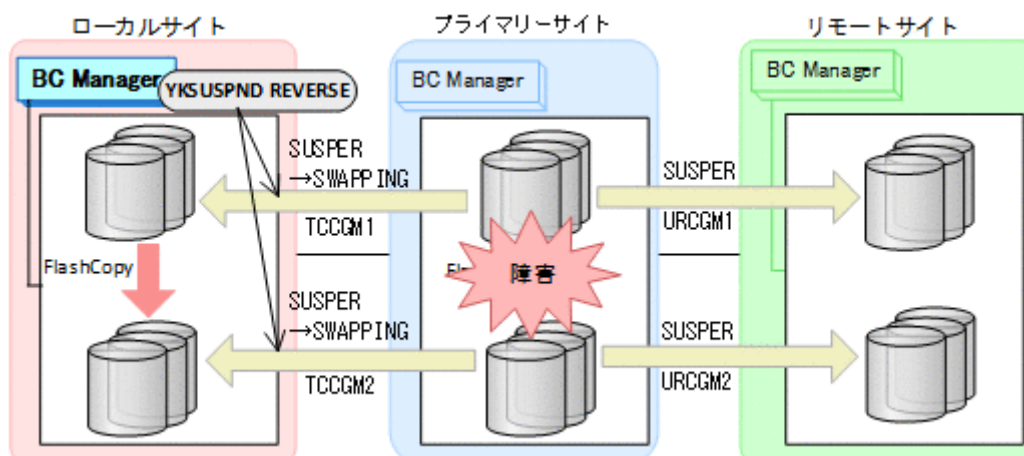 ローカルサイト
プライマリーサイト
リモートサイト
BC Manager
YKSUSPND REVERSE
BC Manager
BC Manager
SUSPER
→SWAPPING
TCCGM1
SUSPER
URCGM1
FlashCopy
障害
SUSPER
→SWAPPING
TCCGM2
SUSPER
URCGM2